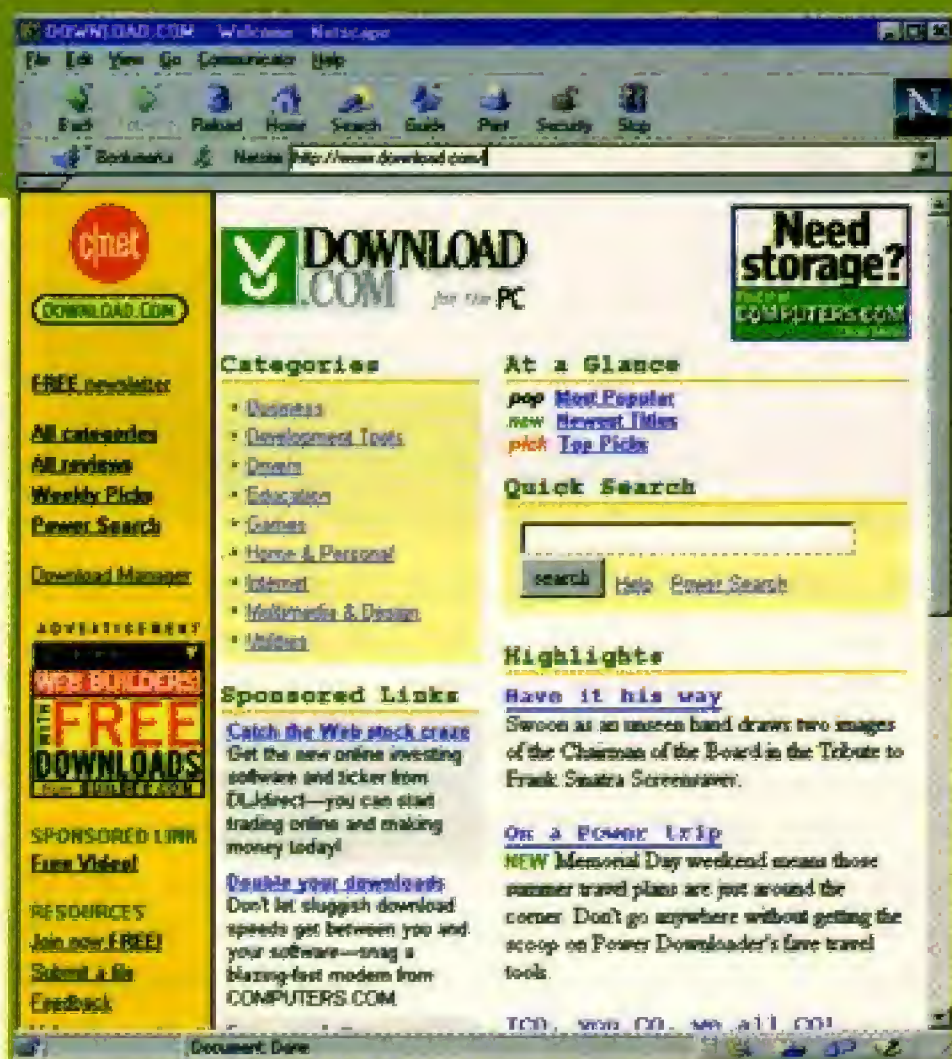 DOWNLOAD.COM Welcome Netscape
File Edit View Go Communicator Help
Back Reload Home Search Guide Print Security Stop
Bookmarks Netsite http://www.download.com/
c|net
DOWNLOAD.COM
FREE newsletter
All categories
All reviews
Weekly Picks
Power Search
Download Manager
ADVERTISEMENT
WEB BUILDERS!
FREE
DOWNLOADS
from BUILDER.COM
SPONSORED LINK
Free Video!
RESOURCES
Join now FREE!
Submit a file
Feedback
DOWNLOAD
.COM for the PC
Categories
Business
Development Tools
Drivers
Education
Games
Home & Personal
Internet
Multimedia & Design
Utilities
Sponsored Links
Catch the Web stock craze
Get the new online investing
software and ticker from
DLJdirect—you can start
trading online and making
money today!
Double your downloads
Don't let sluggish download
speeds get between you and
your software—snag a
blazing-fast modem from
COMPUTERS.COM
Need
storage?
COMPUTERS.COM
At a Glance
pop Most Popular
new Newest Titles
pick Top Picks
Quick Search
search Help Power Search
Highlights
Have it his way
Swoon as an unseen hand draws two images
of the Chairman of the Board in the Tribute to
Frank Sinatra Screensaver.
On a Power trip
NEW Memorial Day weekend means those
summer travel plans are just around the
corner. Don't go anywhere without getting the
scoop on Power Downloader's fave travel
tools.
Document: Done